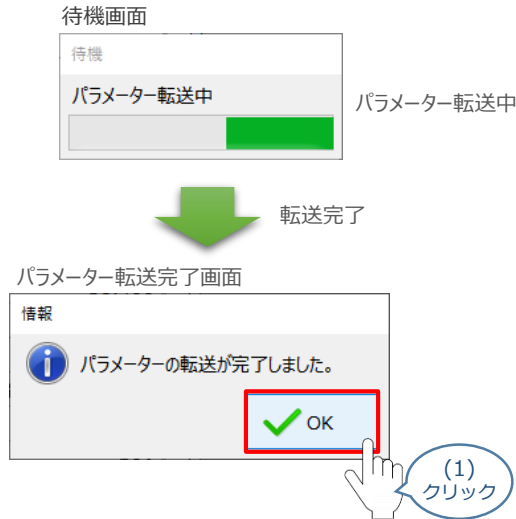 待機画面
待機
パラメーター転送中
パラメーター転送中
転送完了
パラメーター転送完了画面
情報
パラメーターの転送が完了しました。
OK
(1)
クリック